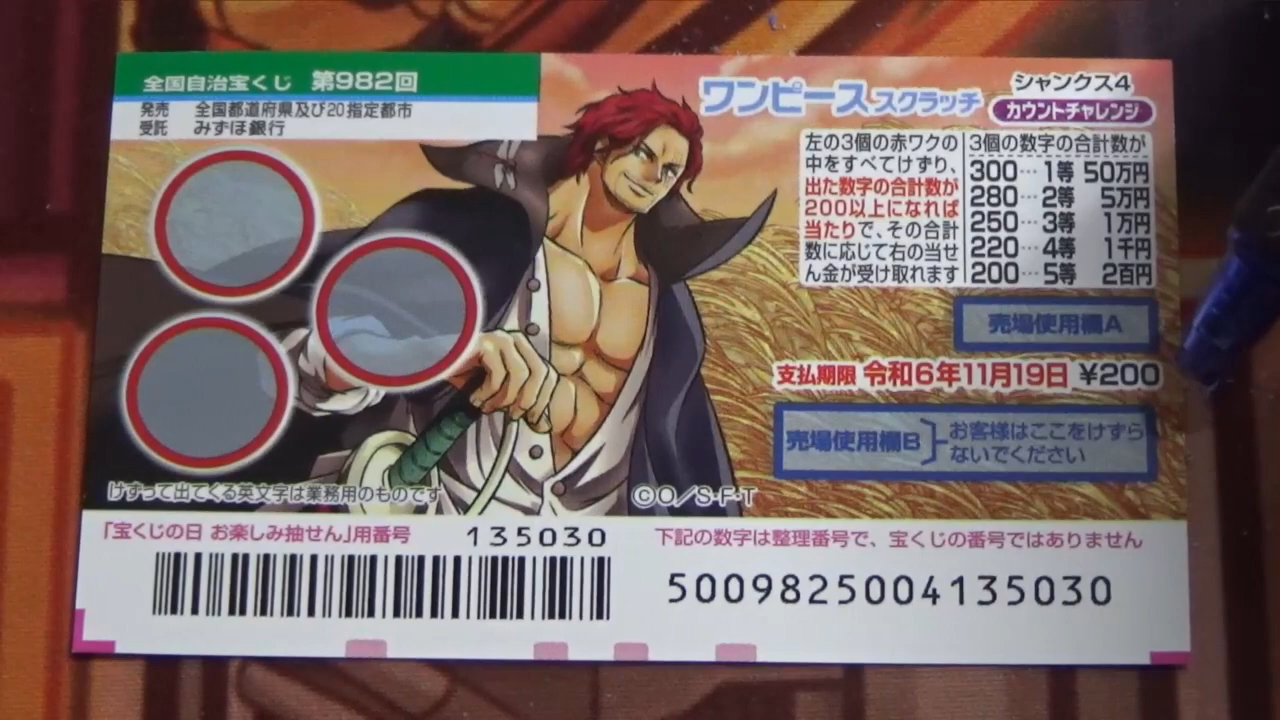 全国自治宝くじ 第982回
発売 全国都道府県及び20指定都市
受託 みずほ銀行
ワンピース スクラッチ
シャンクス4
カウントチャレンジ
左の3個の赤ワクの
中をすべてけずり、
出た数字の合計数が
200以上になれば
当たりで、その合計
数に応じて右の当せ
ん金が受け取れます
3個の数字の合計数が
300…1等 50万円
280…2等 5万円
250…3等 1万円
220…4等 1千円
200…5等 2百円
売場使用欄A
支払期限 令和6年11月19日 ¥200
売場使用欄B
お客様はここをけずら
ないでください
けずって出てくる英文字は業務用のものです
©O/S・F・T
「宝くじの日 お楽しみ抽せん」用番号 135030
下記の数字は整理番号で、宝くじの番号ではありません
5009825004135030